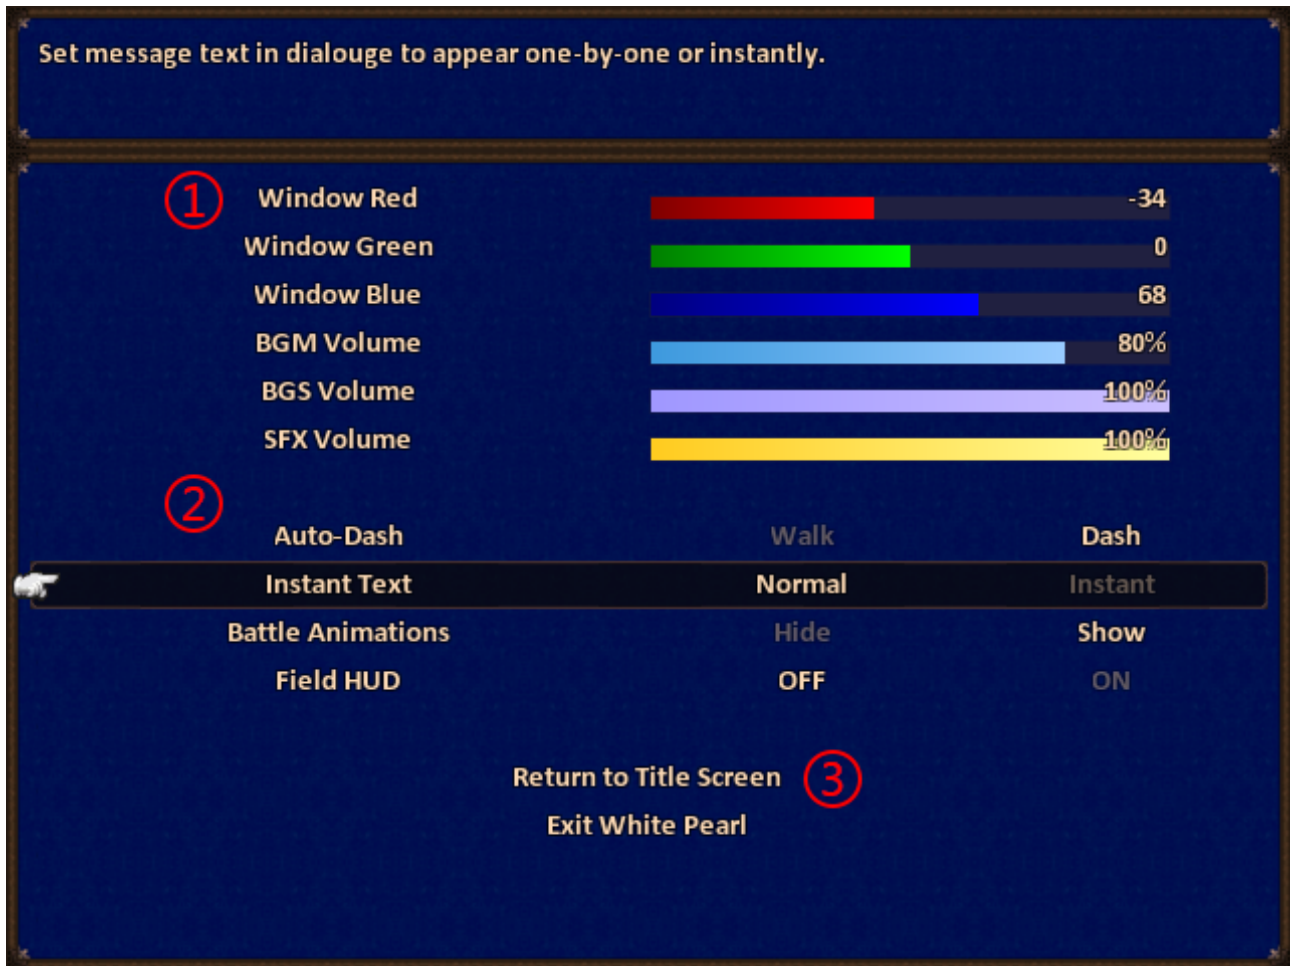 Set message text in dialouge to appear one-by-one or instantly.
① Window Red -34
Window Green 0
Window Blue 68
BGM Volume 80%
BGS Volume 100%
SFX Volume 100%
②
Auto-Dash Walk Dash
Instant Text Normal Instant
Battle Animations Hide Show
Field HUD OFF ON
Return to Title Screen ③
Exit White Pearl